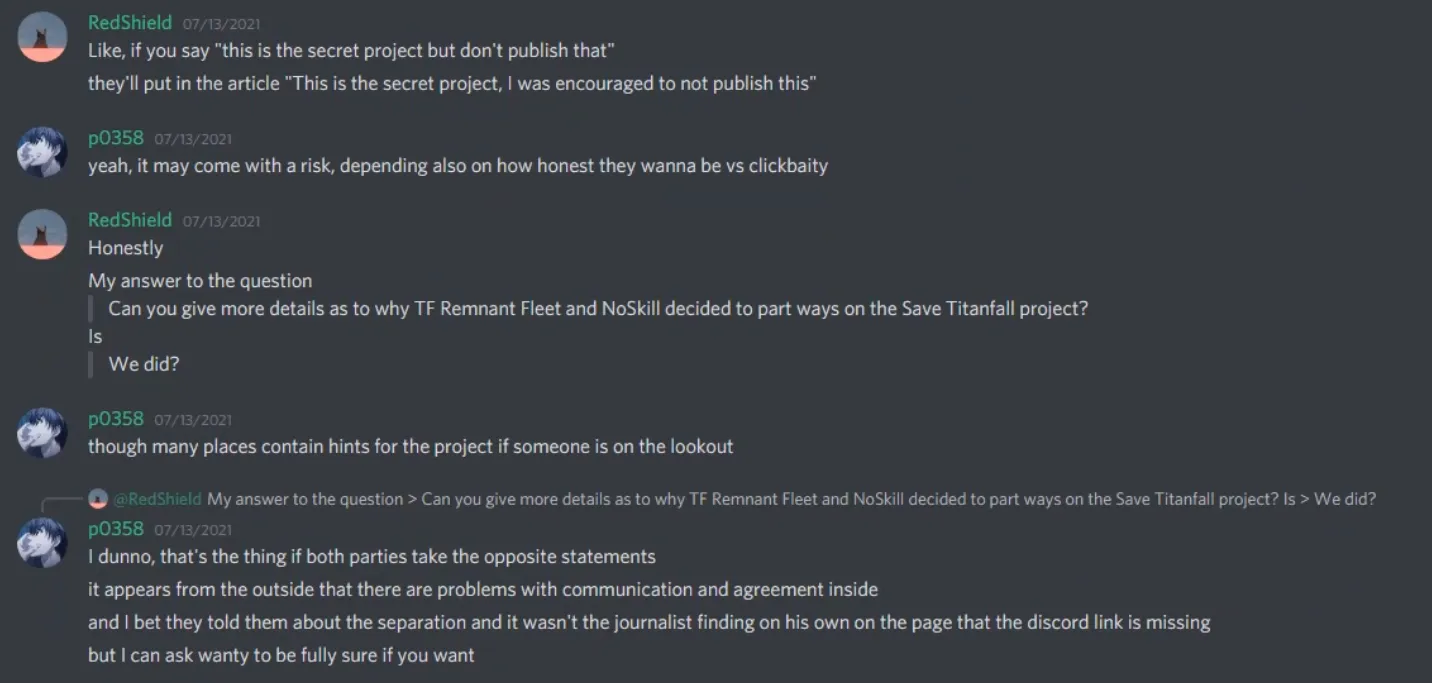 RedShield 07/13/2021
Like, if you say "this is the secret project but don't publish that"
they'll put in the article "This is the secret project, I was encouraged to not publish this"
p0358 07/13/2021
yeah, it may come with a risk, depending also on how honest they wanna be vs clickbaity
RedShield 07/13/2021
Honestly
My answer to the question
Can you give more details as to why TF Remnant Fleet and NoSkill decided to part ways on the Save Titanfall project?
Is
We did?
p0358 07/13/2021
though many places contain hints for the project if someone is on the lookout
@RedShield My answer to the question > Can you give more details as to why TF Remnant Fleet and NoSkill decided to part ways on the Save Titanfall project? Is > We did?
p0358 07/13/2021
I dunno, that's the thing if both parties take the opposite statements
it appears from the outside that there are problems with communication and agreement inside
and I bet they told them about the separation and it wasn't the journalist finding on his own on the page that the discord link is missing
but I can ask wanty to be fully sure if you want